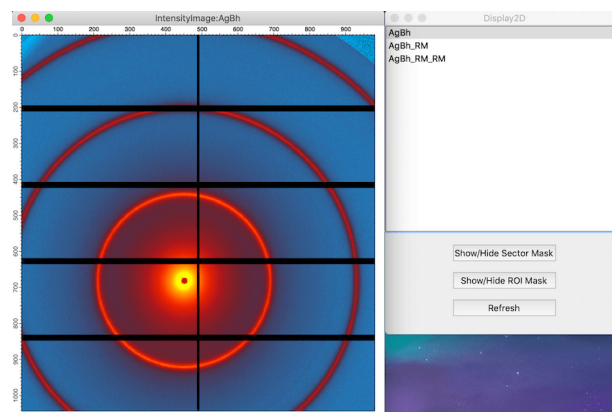 IntensityImage:AgBh
0 100 200 300 400 500 600 700 800 900
0
100
200
300
400
500
600
700
800
900
1000
Display2D
AgBh
AgBh_RM
AgBh_RM_RM
Show/Hide Sector Mask
Show/Hide ROI Mask
Refresh